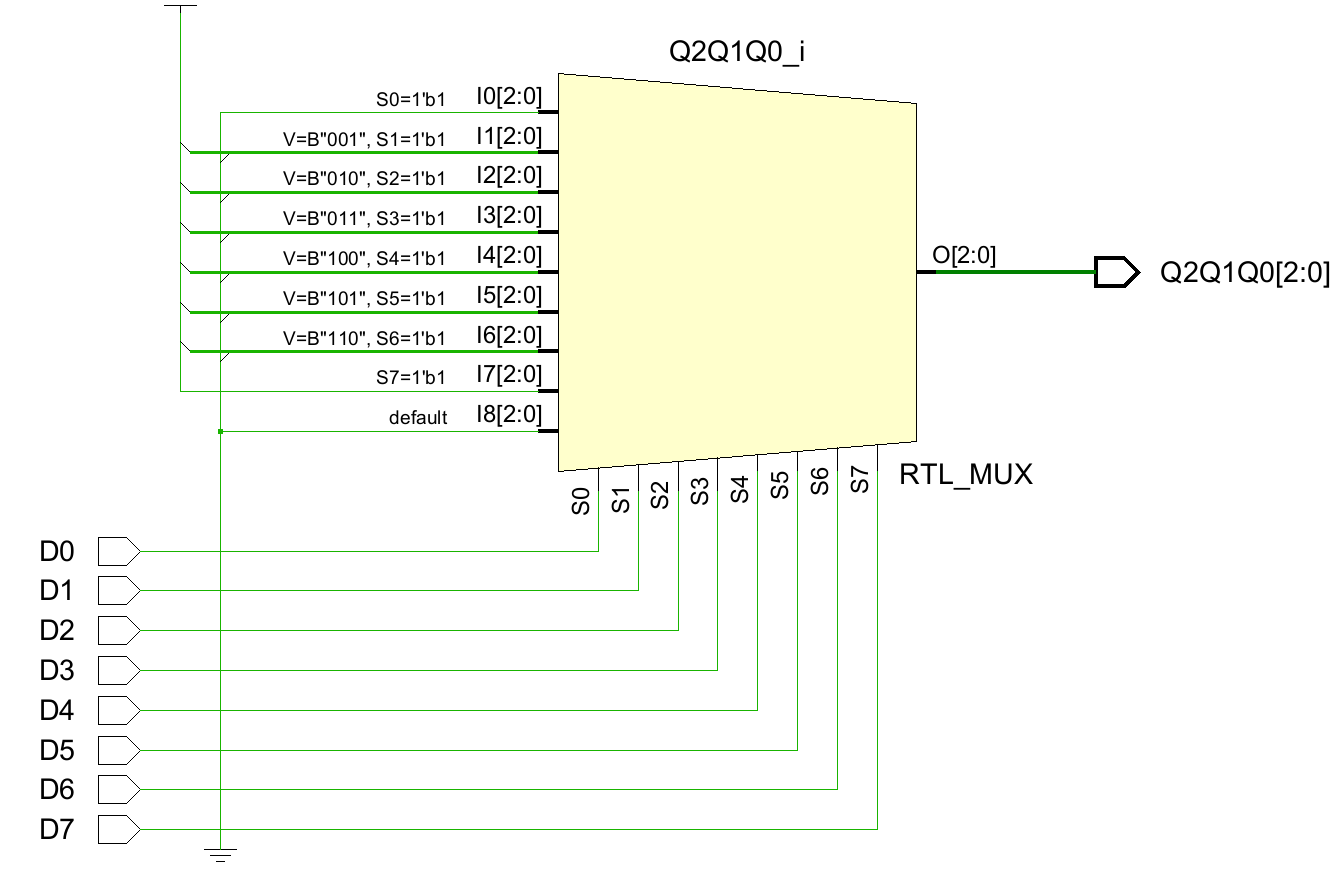 Q2Q1Q0_i
S0=1'b1 I0[2:0]
V=B"001", S1=1'b1 I1[2:0]
V=B"010", S2=1'b1 I2[2:0]
V=B"011", S3=1'b1 I3[2:0]
V=B"100", S4=1'b1 I4[2:0]
O[2:0]
Q2Q1Q0[2:0]
V=B"101", S5=1'b1 I5[2:0]
V=B"110", S6=1'b1 I6[2:0]
S7=1'b1 I7[2:0]
default I8[2:0]
S0
S1
S2
S3
S4
S5
S6
S7
RTL_MUX
D0
D1
D2
D3
D4
D5
D6
D7